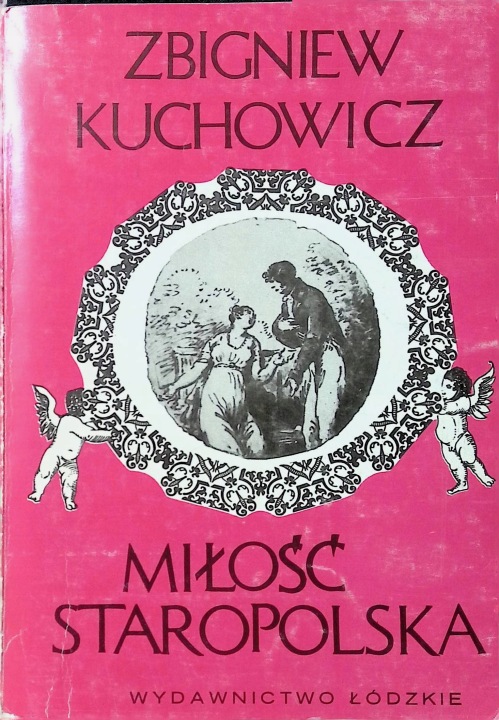 ZBIGNIEW
KUCHOWICZ
MIŁOŚĆ
STAROPOLSKA
WYDAWNICTWO ŁÓDZKIE